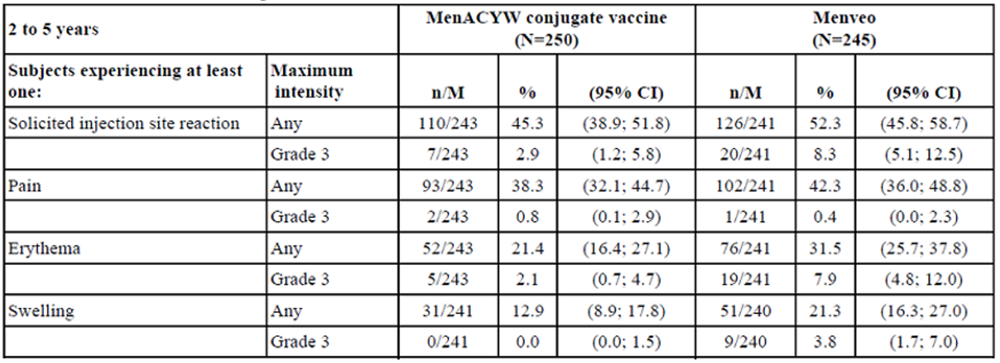 2 to 5 years MenACYW conjugate vaccine (N=250) Menveo (N=245)
Subjects experiencing at least one: Maximum intensity n/M % (95% CI) n/M % (95% CI)
Solicited injection site reaction Any 110/243 45.3 (38.9; 51.8) 126/241 52.3 (45.8; 58.7)
Grade 3 7/243 2.9 (1.2; 5.8) 20/241 8.3 (5.1; 12.5)
Pain Any 93/243 38.3 (32.1; 44.7) 102/241 42.3 (36.0; 48.8)
Grade 3 2/243 0.8 (0.1; 2.9) 1/241 0.4 (0.0; 2.3)
Erythema Any 52/243 21.4 (16.4; 27.1) 76/241 31.5 (25.7; 37.8)
Grade 3 5/243 2.1 (0.7; 4.7) 19/241 7.9 (4.8; 12.0)
Swelling Any 31/241 12.9 (8.9; 17.8) 51/240 21.3 (16.3; 27.0)
Grade 3 0/241 0.0 (0.0; 1.5) 9/240 3.8 (1.7; 7.0)